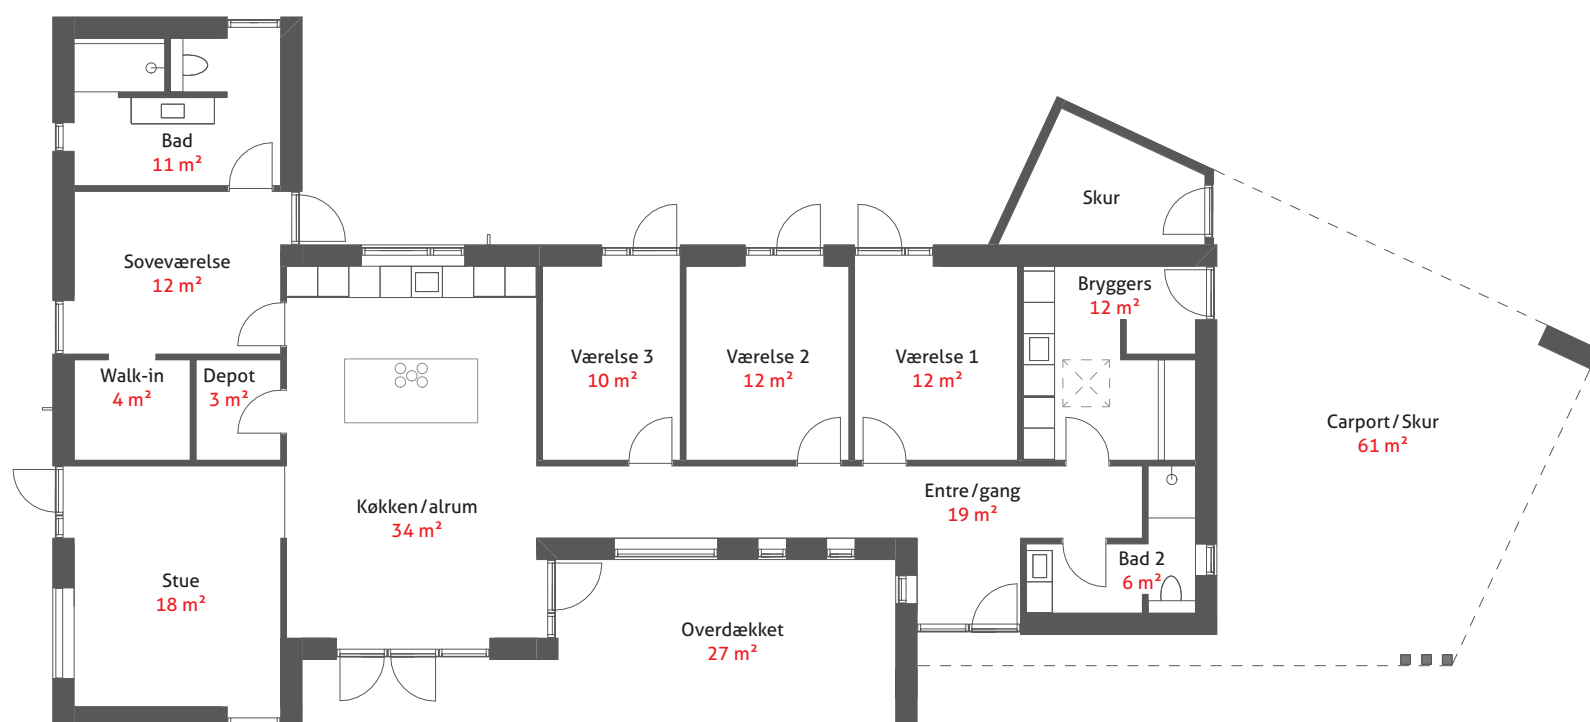 Bad
11 m²
Skur
Soveværelse
12 m²
Bryggers
12 m²
Walk-in
4 m²
Depot
3 m²
Værelse 3
10 m²
Værelse 2
12 m²
Værelse 1
12 m²
Carport/Skur
61 m²
Køkken/alrum
34 m²
Entre/gang
19 m²
Stue
18 m²
Bad 2
6 m²
Overdækket
27 m²